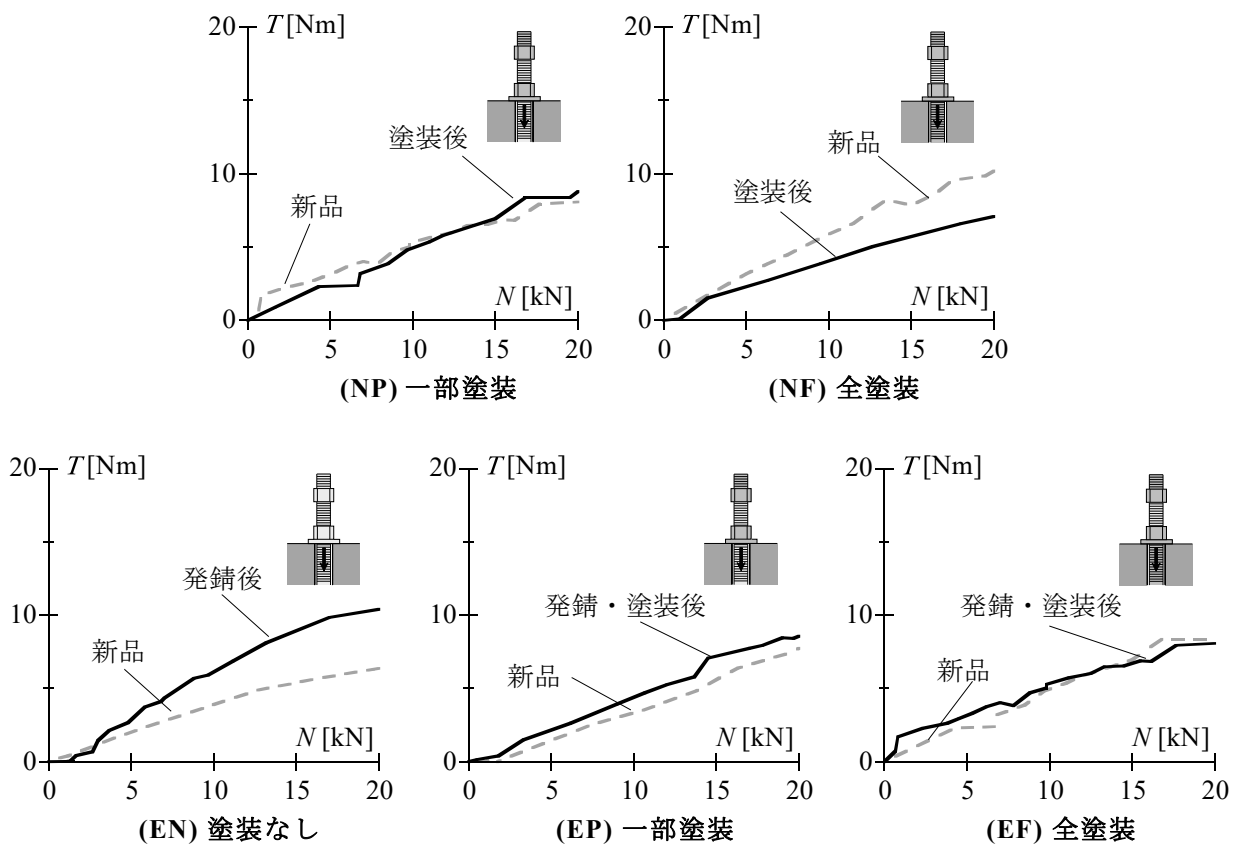 20 T [Nm]
塗装後
新品
10
N [kN]
0
0 5 10 15 20
(NP) 一部塗装
20 T [Nm]
新品
塗装後
10
N [kN]
0
0 5 10 15 20
(NF) 全塗装
20 T [Nm]
発錆後
新品
10
N [kN]
0
0 5 10 15 20
(EN) 塗装なし
20 T [Nm]
発錆・塗装後
新品
10
N [kN]
0
0 5 10 15 20
(EP) 一部塗装
20 T [Nm]
発錆・塗装後
新品
10
N [kN]
0
0 5 10 15 20
(EF) 全塗装